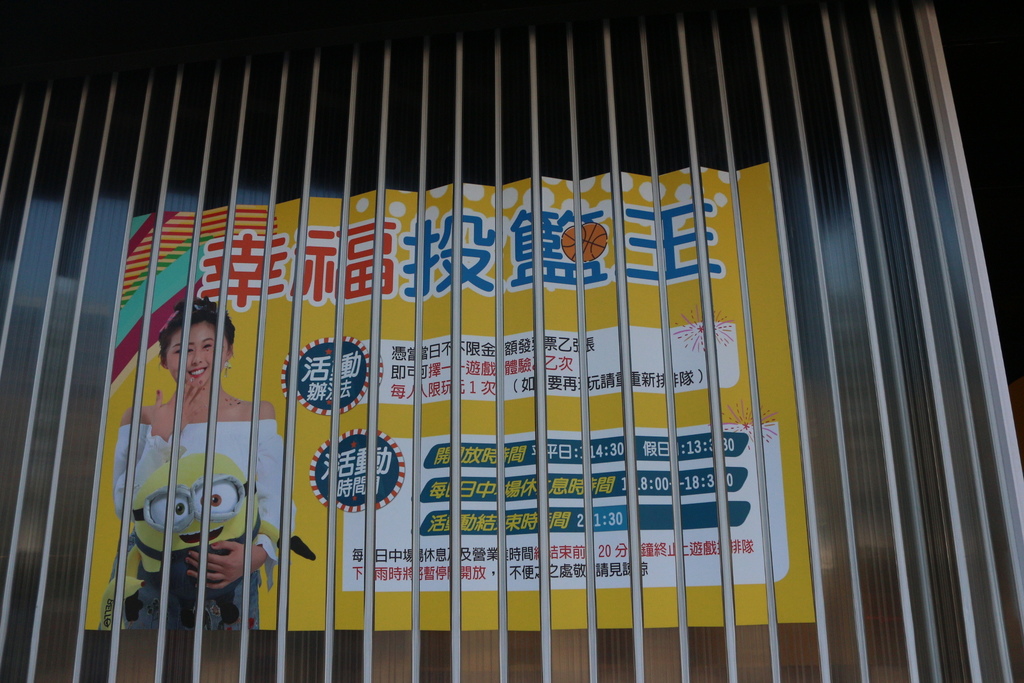 幸福投籃王
活動
辦法
憑當日不限金額發票乙張
即可擇一遊戲體驗乙次
每人限玩1次 (如要再玩請重新排隊)
活動
時間
開放時間 平日:14:30 假日:13:30
每日中場休息時間 18:00-18:30
活動結束時間 21:30
每日中場休息及營業時間結束前20分鐘終止遊戲排隊
下雨時將暫停開放,不便之處敬請見諒